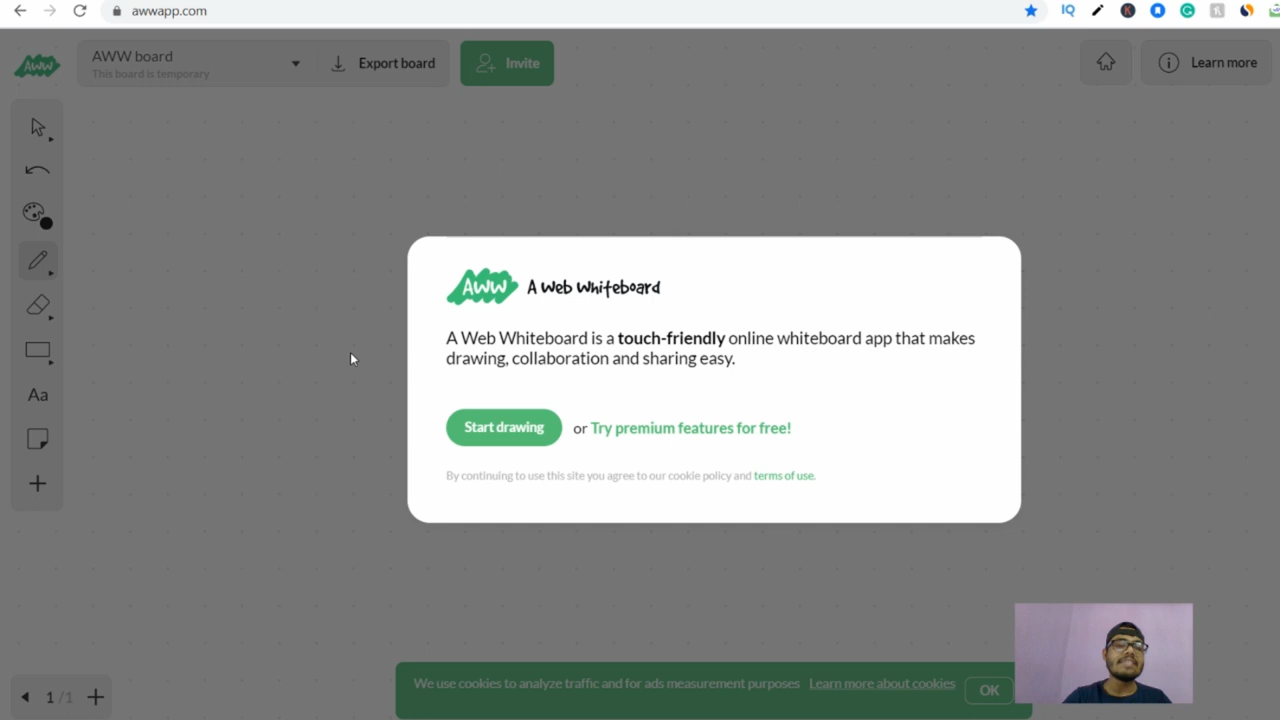 awwapp.com
IQ
AWW
AWW board
This board is temporary
Export board
Invite
Learn more
AWW
A Web Whiteboard
A Web Whiteboard is a touch-friendly online whiteboard app that makes
drawing, collaboration and sharing easy.
Start drawing
or Try premium features for free!
By continuing to use this site you agree to our cookie policy and terms of use.
Aa
We use cookies to analyze traffic and for ads measurement purposes Learn more about cookies
OK
1 /1